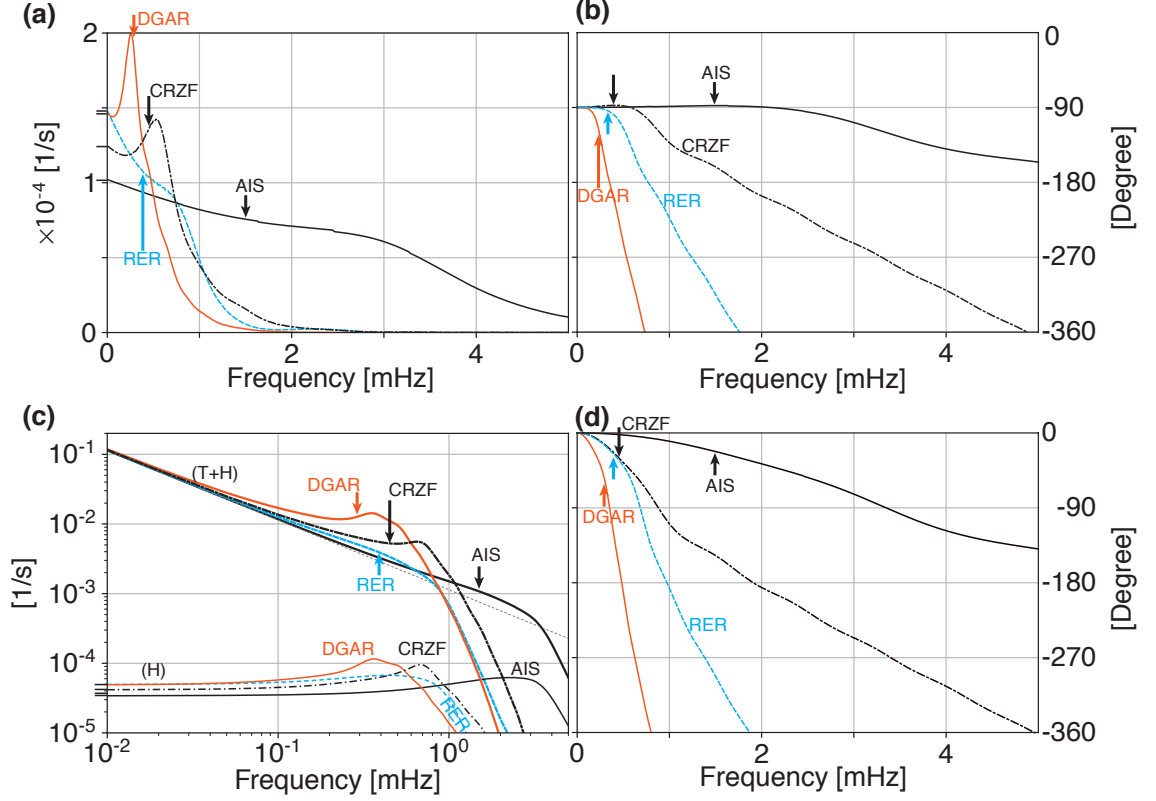 (a)
DGAR
CRZF
AIS
RER
2
1
0
×10⁻⁴ [1/s]
0 2 4
Frequency [mHz]
(b)
AIS
CRZF
DGAR
RER
0
-90
-180
-270
-360
[Degree]
0 2 4
Frequency [mHz]
(c)
(T+H)
DGAR
CRZF
AIS
RER
(H)
DGAR
CRZF
AIS
RER
10⁻¹
10⁻²
10⁻³
10⁻⁴
10⁻⁵
[1/s]
10⁻² 10⁻¹ 10⁰
Frequency [mHz]
(d)
CRZF
AIS
DGAR
RER
0
-90
-180
-270
-360
[Degree]
0 2 4
Frequency [mHz]